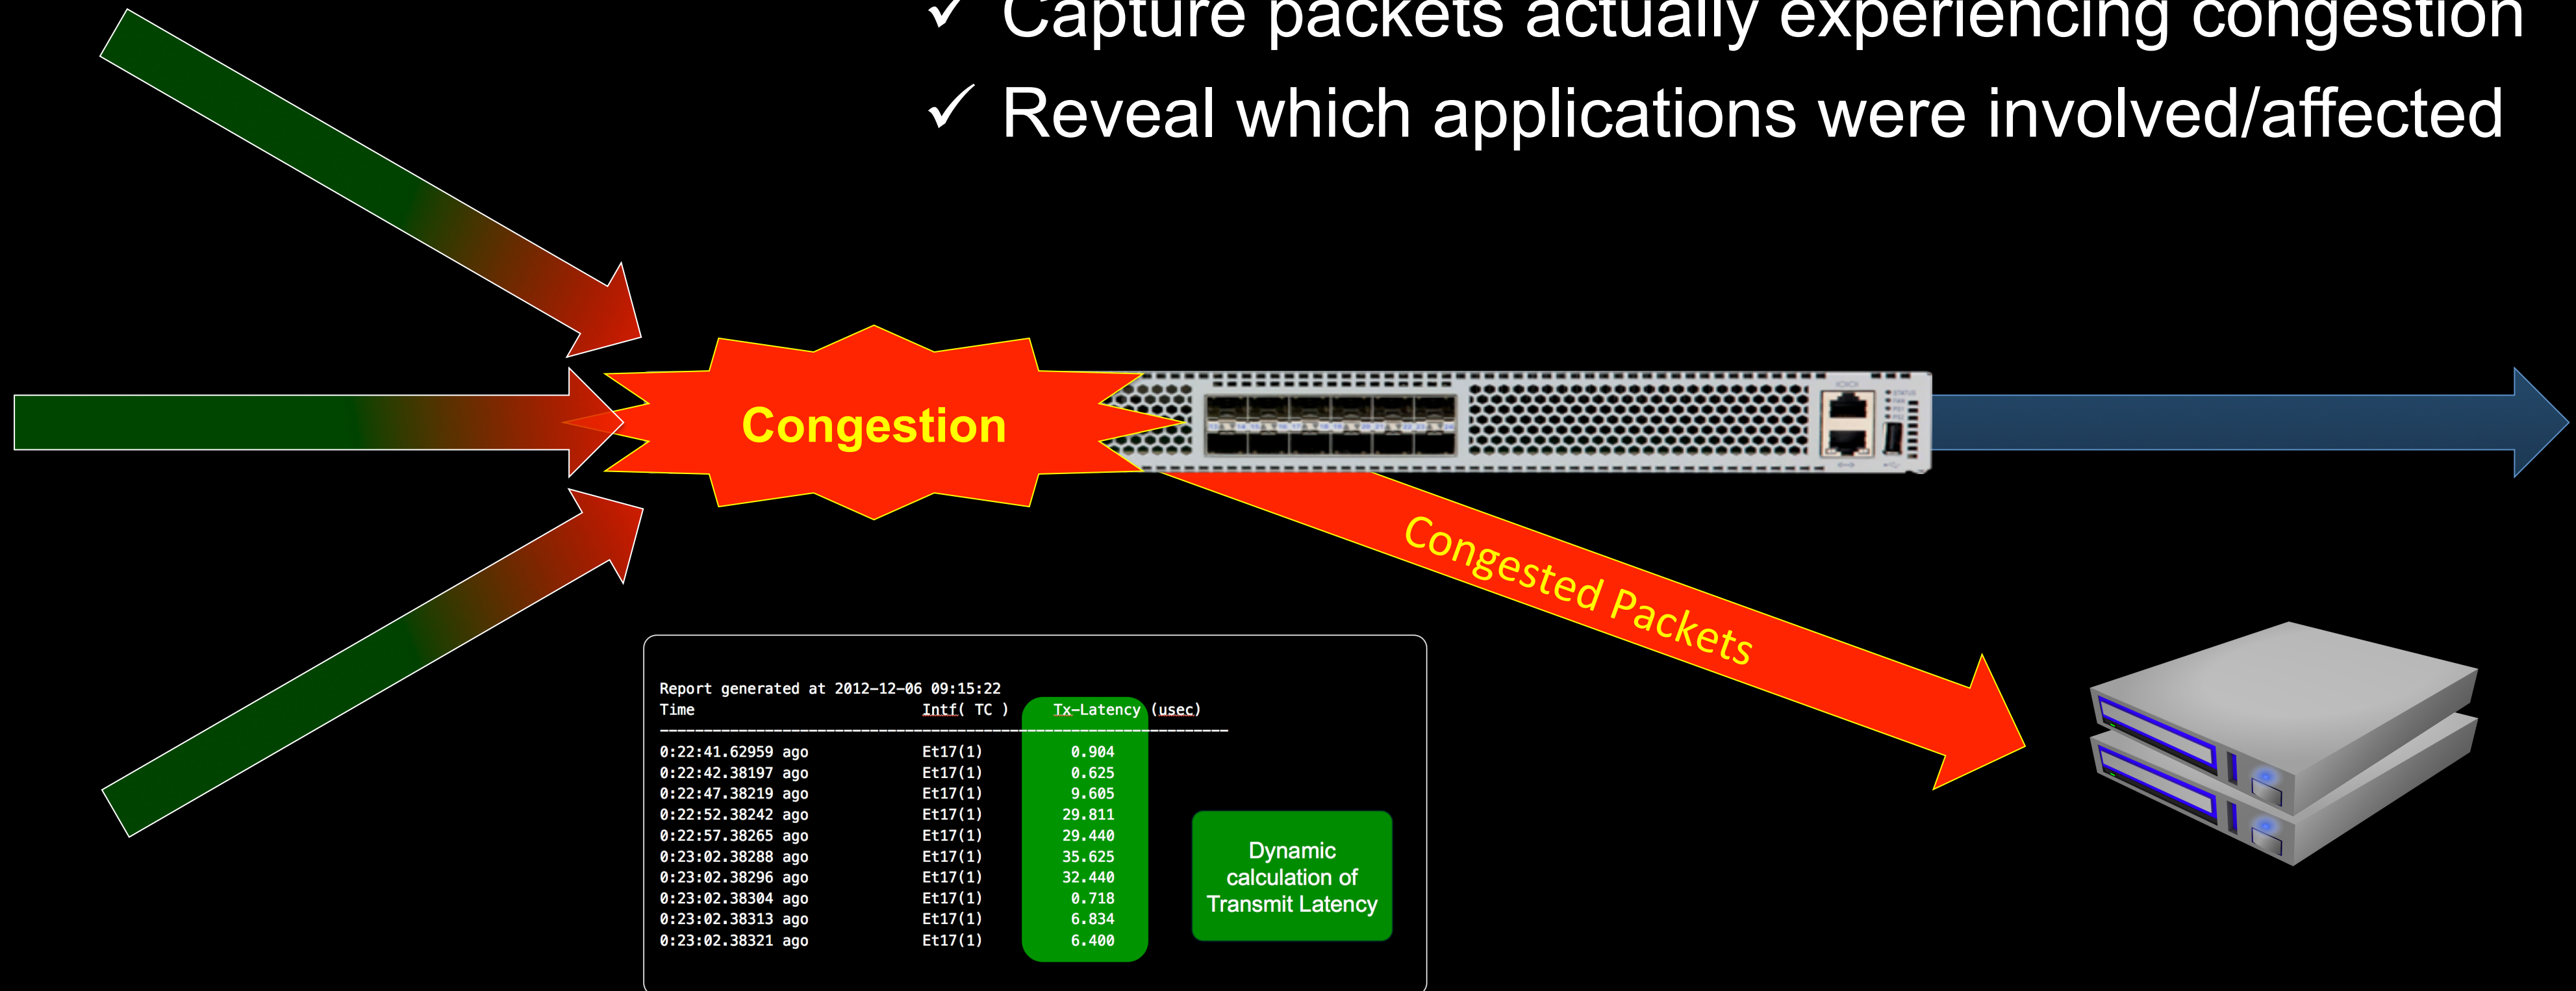 ✓ Capture packets actually experiencing congestion
✓ Reveal which applications were involved/affected
Congestion
Congested Packets
Report generated at 2012-12-06 09:15:22
Time Intf( TC ) Tx-Latency (usec)
0:22:41.62959 ago Et17(1) 0.904
0:22:42.38197 ago Et17(1) 0.625
0:22:47.38219 ago Et17(1) 9.605
0:22:52.38242 ago Et17(1) 29.811
0:22:57.38265 ago Et17(1) 29.440
0:23:02.38288 ago Et17(1) 35.625
0:23:02.38296 ago Et17(1) 32.440
0:23:02.38304 ago Et17(1) 0.718
0:23:02.38313 ago Et17(1) 6.834
0:23:02.38321 ago Et17(1) 6.400
Dynamic
calculation of
Transmit Latency